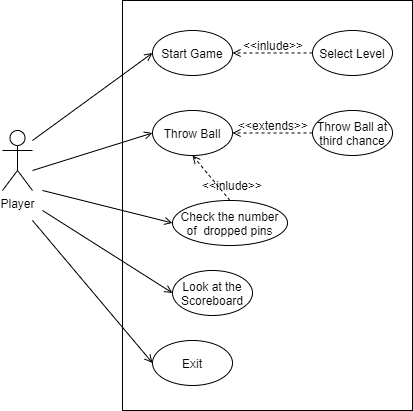 Start Game
<<inlude>>
Select Level
Throw Ball
<<extends>>
Throw Ball at
third chance
<<inlude>>
Player
Check the number
of dropped pins
Look at the
Scoreboard
Exit